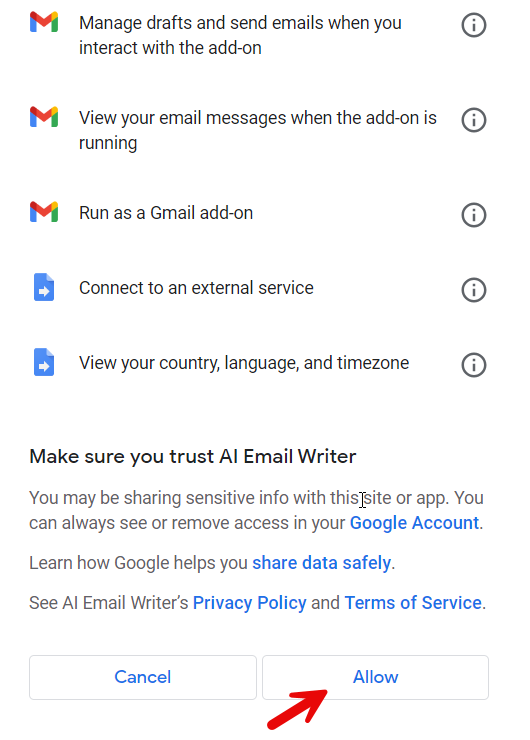 Manage drafts and send emails when you
interact with the add-on
View your email messages when the add-on is
running
Run as a Gmail add-on
Connect to an external service
View your country, language, and timezone
Make sure you trust AI Email Writer
You may be sharing sensitive info with this site or app. You
can always see or remove access in your Google Account.
Learn how Google helps you share data safely.
See AI Email Writer's Privacy Policy and Terms of Service.
Cancel
Allow